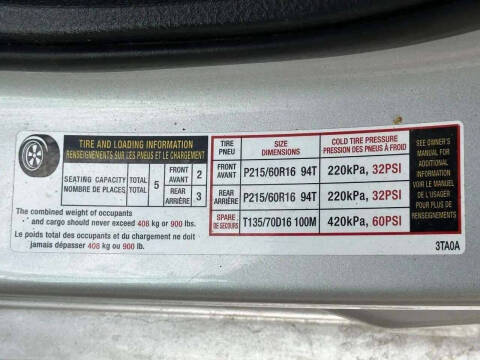 TIRE AND LOADING INFORMATION
RENSEIGNEMENTS SUR LES PNEUS ET LE CHARGEMENT
SEATING CAPACITY TOTAL 5 FRONT AVANT 2
NOMBRE DE PLACES TOTAL REAR ARRIÈRE 3
The combined weight of occupants
and cargo should never exceed 408 kg or 900 lbs.
Le poids total des occupants et du chargement ne doit
jamais dépasser 408 kg ou 900 lb.
TIRE PNEU SIZE DIMENSIONS COLD TIRE PRESSURE PRESSION DES PNEUS À FROID
FRONT AVANT P215/60R16 94T 220kPa, 32PSI
REAR ARRIÈRE P215/60R16 94T 220kPa, 32PSI
SPARE DE SECOURS T135/70D16 100M 420kPa, 60PSI
SEE OWNER'S
MANUAL FOR
ADDITIONAL
INFORMATION
VOIR LE MANUEL
DE L'USAGER
POUR PLUS DE
RENSEIGNEMENTS
3TA0A